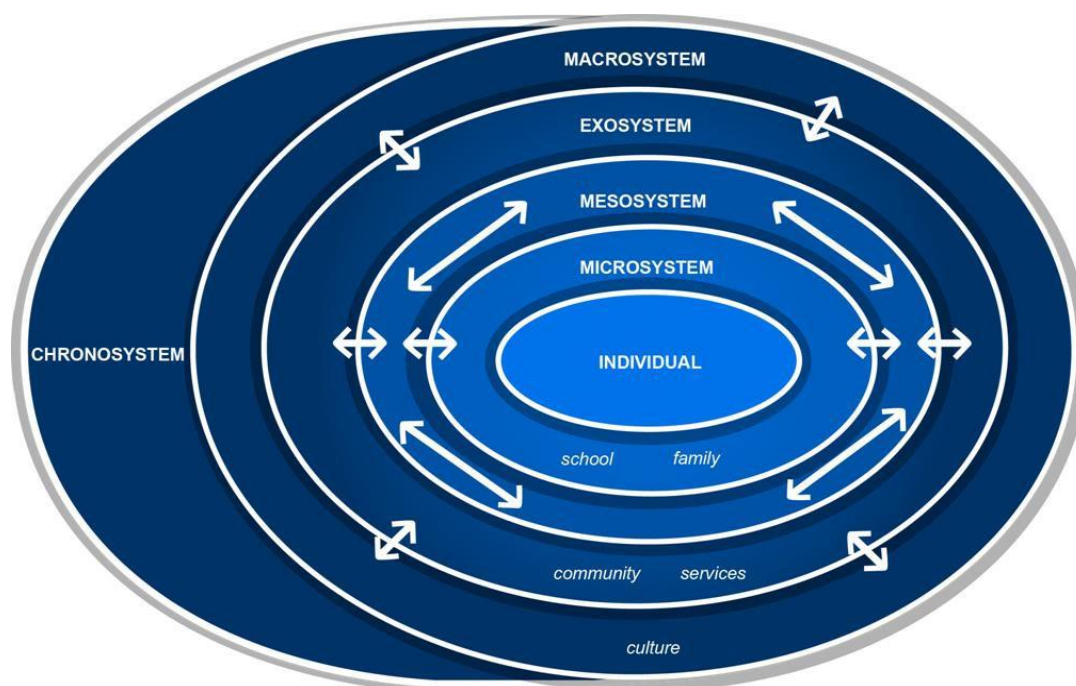 MACROSYSTEM
EXOSYSTEM
MESOSYSTEM
MICROSYSTEM
CHRONOSYSTEM
INDIVIDUAL
school family
community services
culture